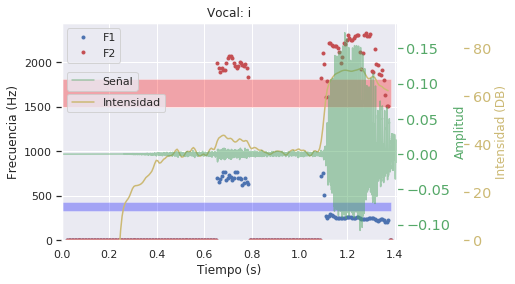 Vocal: i
F1
F2
Señal
Intensidad
Frecuencia (Hz)
2000
1500
1000
500
0
0.0 0.2 0.4 0.6 0.8 1.0 1.2 1.4
Tiempo (s)
0.15
0.10
0.05
0.00
−0.05
−0.10
Amplitud
80
60
40
20
0
Intensidad (DB)